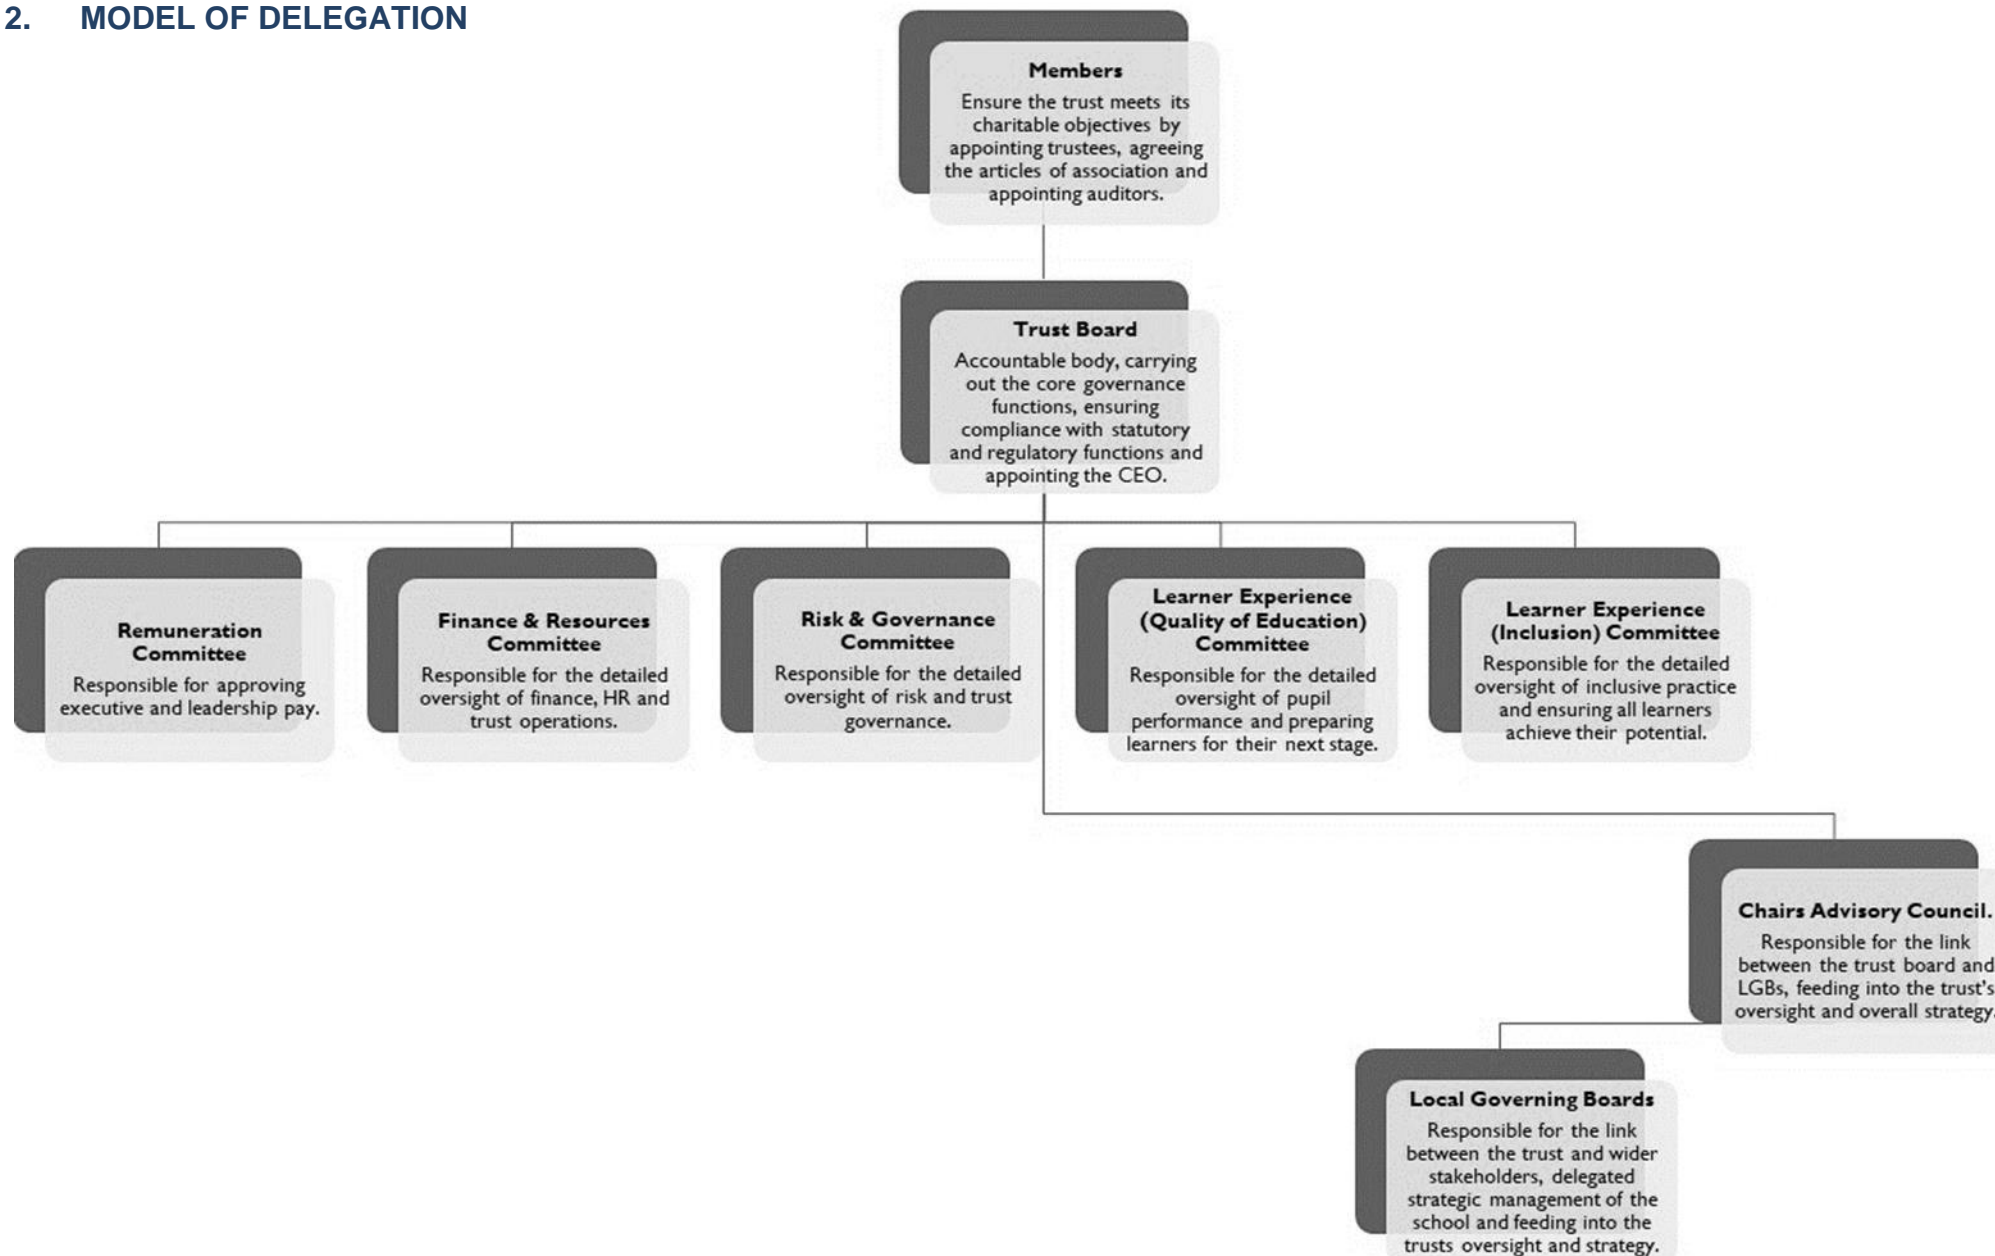 2. MODEL OF DELEGATION
Members
Ensure the trust meets its
charitable objectives by
appointing trustees, agreeing
the articles of association and
appointing auditors.
Trust Board
Accountable body, carrying
out the core governance
functions, ensuring
compliance with statutory
and regulatory functions and
appointing the CEO.
Remuneration
Committee
Responsible for approving
executive and leadership pay.
Finance & Resources
Committee
Responsible for the detailed
oversight of finance, HR and
trust operations.
Risk & Governance
Committee
Responsible for the detailed
oversight of risk and trust
governance.
Learner Experience
(Quality of Education)
Committee
Responsible for the detailed
oversight of pupil
performance and preparing
learners for their next stage.
Learner Experience
(Inclusion) Committee
Responsible for the detailed
oversight of inclusive practice
and ensuring all learners
achieve their potential.
Chairs Advisory Council.
Responsible for the link
between the trust board and
LGBs, feeding into the trust's
oversight and overall strategy.
Local Governing Boards
Responsible for the link
between the trust and wider
stakeholders, delegated
strategic management of the
school and feeding into the
trusts oversight and strategy.